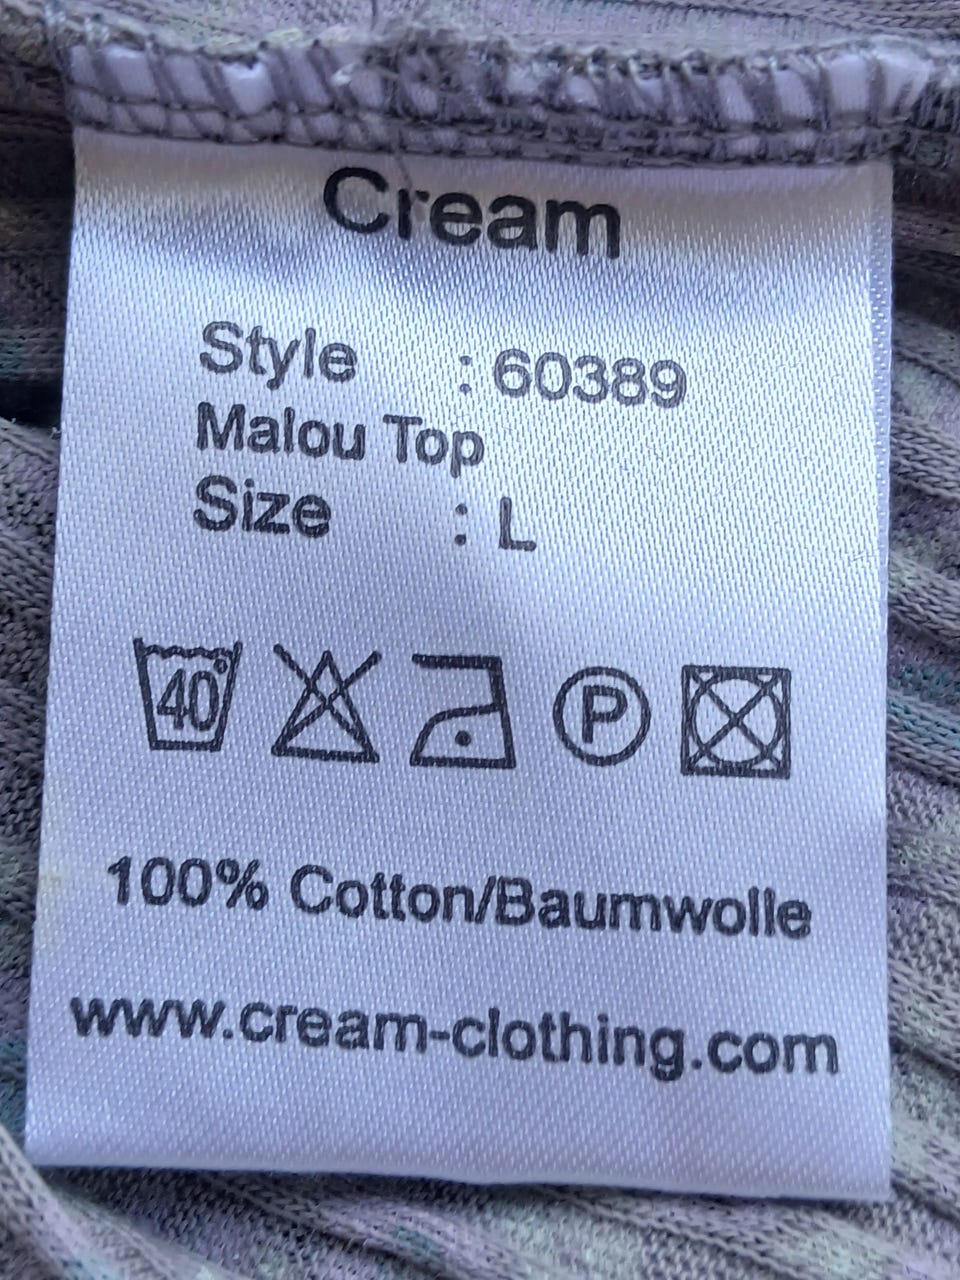 Cream
Style : 60389
Malou Top
Size : L
40° P
100% Cotton/Baumwolle
www.cream-clothing.com